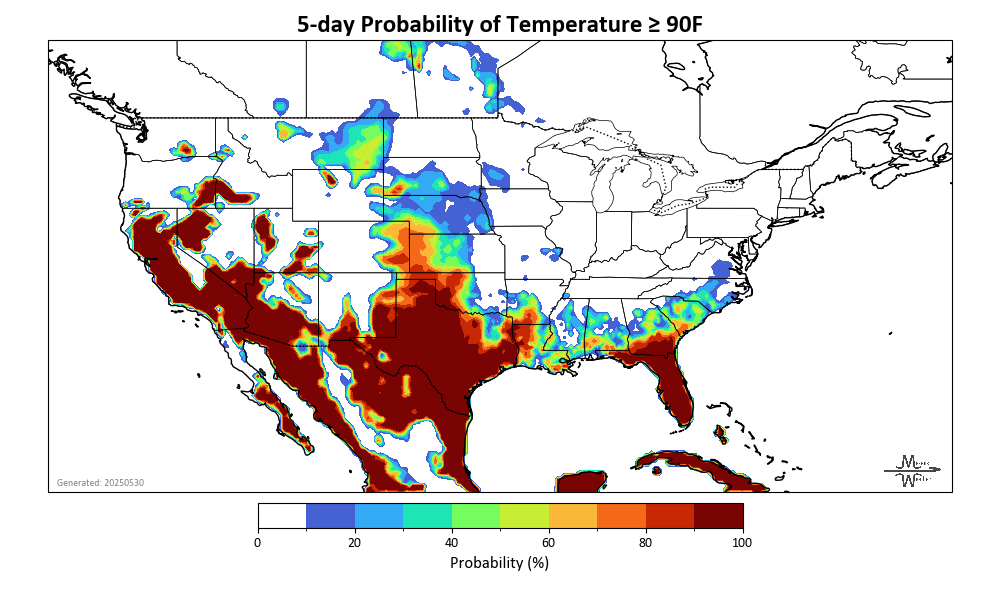 5-day Probability of Temperature ≥ 90F
Generated: 20250530
0 20 40 60 80 100
Probability (%)